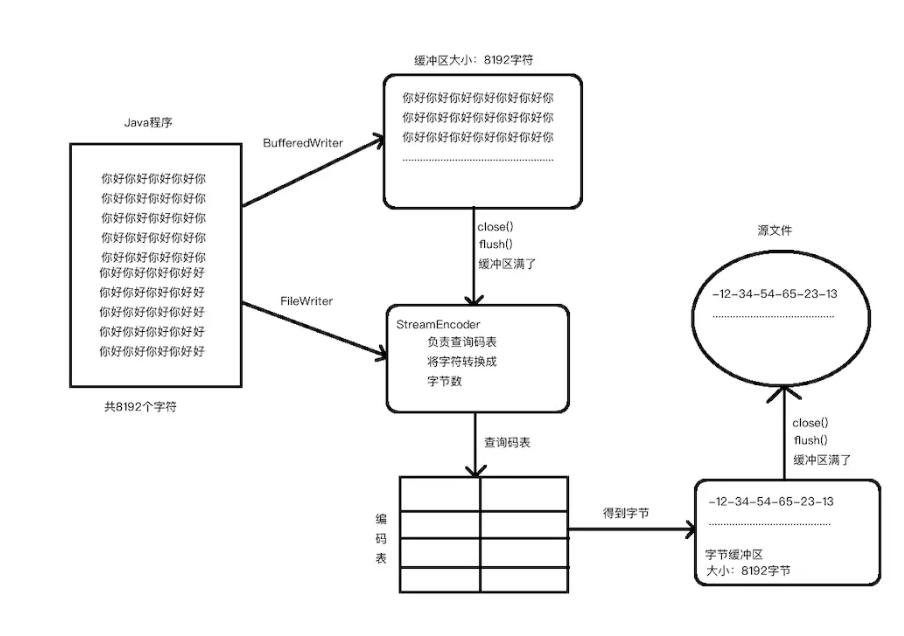 缓冲区大小：8192字符
你好你好你好你好你好你好你
你好你好你好你好你好你好你
你好你好你好你好你好你好你
Java程序
你好你好你好你好你
你好你好你好你好你
你好你好你好你好你
你好你好你好你好你
你好你好你好你好你
你好你好你好你好好
你好你好你好你好好
你好你好你好你好好
你好你好你好你好好
你好你好你好你好好
共8192个字符
BufferedWriter
FileWriter
close()
flush()
缓冲区满了
StreamEncoder
负责查询码表
将字符转换成
字节数
查询码表
编
码
表
得到字节
源文件
-12-34-54-65-23-13
close()
flush()
缓冲区满了
-12-34-54-65-23-13
字节缓冲区
大小：8192字节